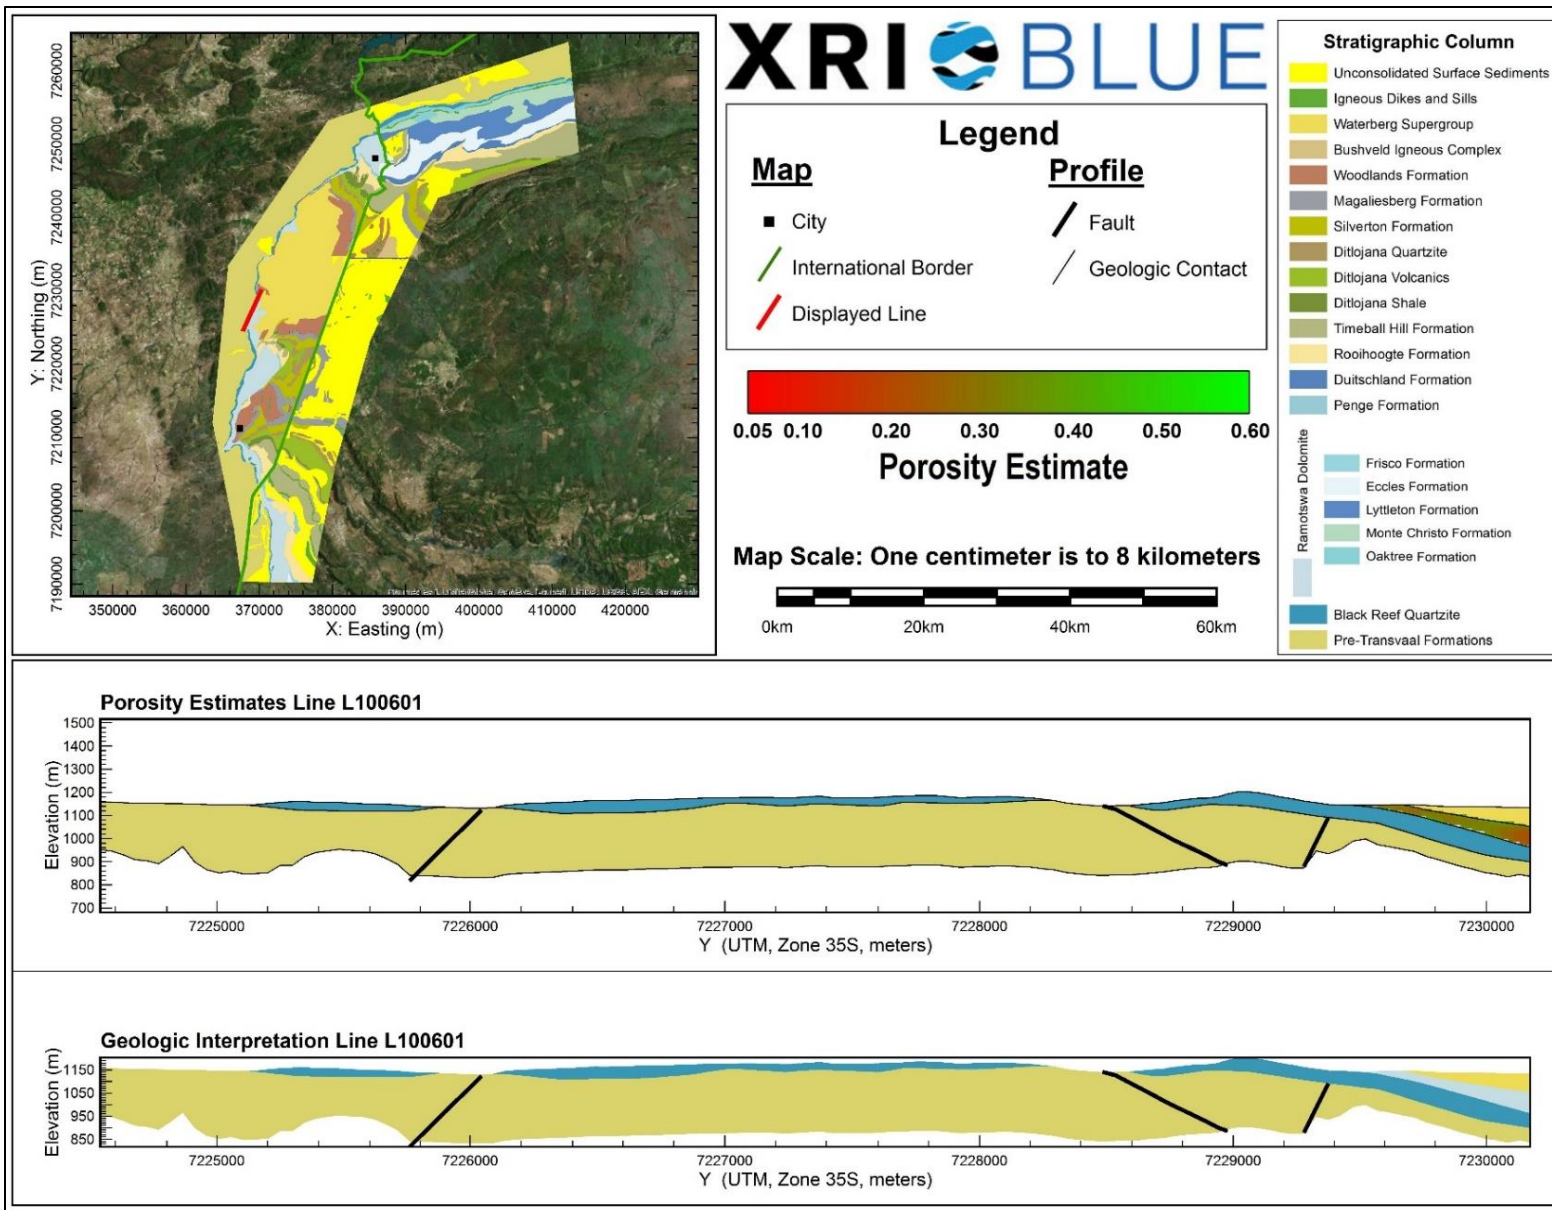 7260000
7250000
7240000
7230000
7220000
7210000
7200000
7190000
Y: Northing (m)
350000 360000 370000 380000 390000 400000 410000 420000
X: Easting (m)
XRI BLUE
Legend
Map
City
International Border
Displayed Line
Profile
Fault
Geologic Contact
0.05 0.10 0.20 0.30 0.40 0.50 0.60
Porosity Estimate
Map Scale: One centimeter is to 8 kilometers
0km 20km 40km 60km
Stratigraphic Column
Unconsolidated Surface Sediments
Igneous Dikes and Sills
Waterberg Supergroup
Bushveld Igneous Complex
Woodlands Formation
Magaliesberg Formation
Silverton Formation
Ditlojana Quartzite
Ditlojana Volcanics
Ditlojana Shale
Timeball Hill Formation
Rooihoogte Formation
Duitschland Formation
Penge Formation
Ramotswa Dolomite
Frisco Formation
Eccles Formation
Lyttleton Formation
Monte Christo Formation
Oaktree Formation
Black Reef Quartzite
Pre-Transvaal Formations
Porosity Estimates Line L100601
Elevation (m)
1500
1400
1300
1200
1100
1000
900
800
700
7225000 7226000 7227000 7228000 7229000 7230000
Y (UTM, Zone 35S, meters)
Geologic Interpretation Line L100601
Elevation (m)
1150
1050
950
850
7225000 7226000 7227000 7228000 7229000 7230000
Y (UTM, Zone 35S, meters)